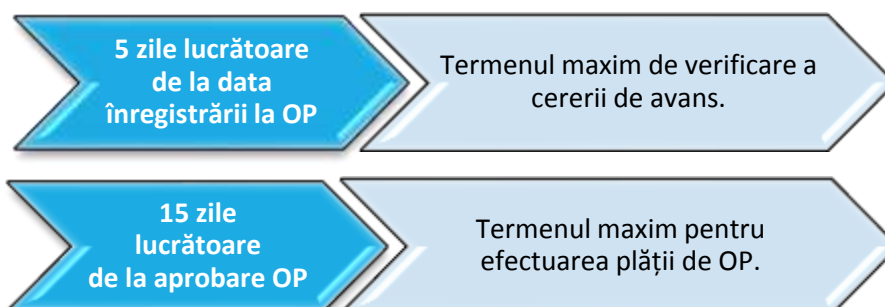 5 zile lucrătoare
de la data
înregistrării la OP
Termenul maxim de verificare a
cererii de avans.
15 zile
lucrătoare
de la aprobare OP
Termenul maxim pentru
efectuarea plății de OP.